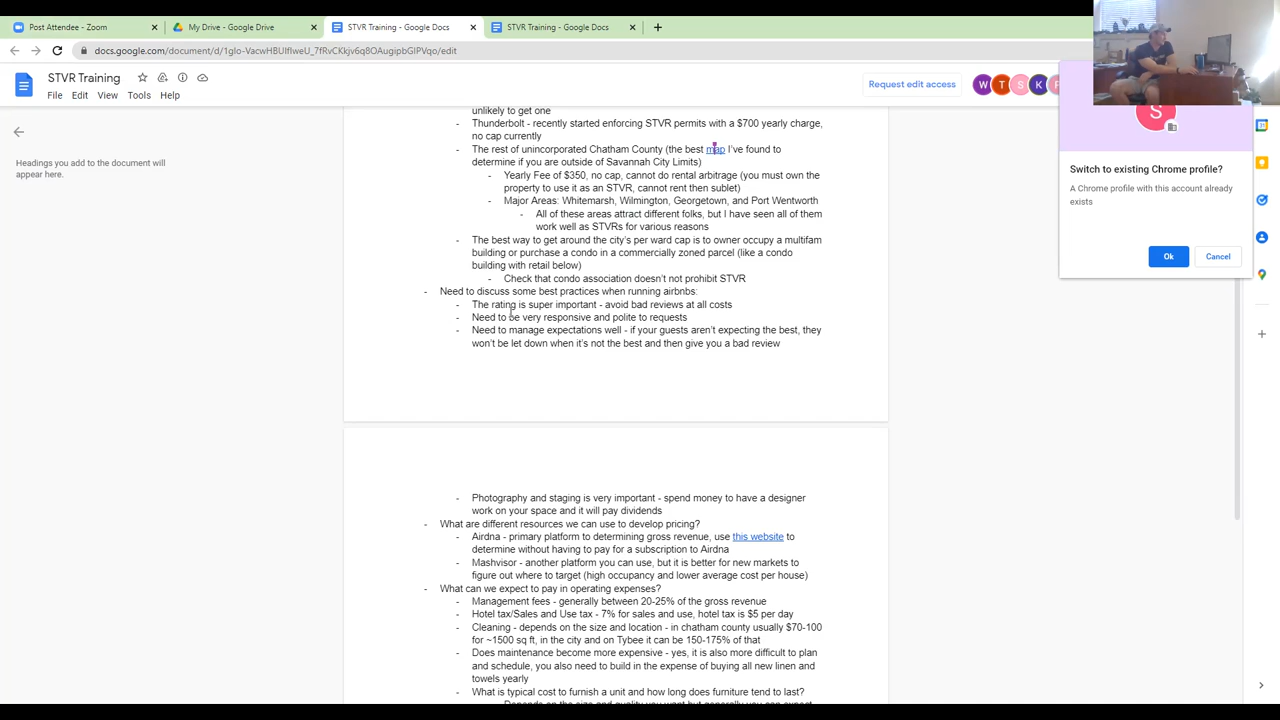 Post Attendee - Zoom
My Drive - Google Drive
STVR Training - Google Docs
STVR Training - Google Docs
docs.google.com/document/d/1glo-VacwHBUIfIweU_7fRvCKkjv6q8OAugipbGIPVqo/edit
STVR Training
File Edit View Tools Help
Request edit access
W T S K
S
Headings you add to the document will
appear here.
Switch to existing Chrome profile?
A Chrome profile with this account already
exists
Ok Cancel
unlikely to get one
- Thunderbolt - recently started enforcing STVR permits with a $700 yearly charge,
no cap currently
- The rest of unincorporated Chatham County (the best map I've found to
determine if you are outside of Savannah City Limits)
- Yearly Fee of $350, no cap, cannot do rental arbitrage (you must own the
property to use it as an STVR, cannot rent then sublet)
- Major Areas: Whitemarsh, Wilmington, Georgetown, and Port Wentworth
- All of these areas attract different folks, but I have seen all of them
work well as STVRs for various reasons
- The best way to get around the city's per ward cap is to owner occupy a multifam
building or purchase a condo in a commercially zoned parcel (like a condo
building with retail below)
- Check that condo association doesn't not prohibit STVR
- Need to discuss some best practices when running airbnbs:
- The rating is super important - avoid bad reviews at all costs
- Need to be very responsive and polite to requests
- Need to manage expectations well - if your guests aren't expecting the best, they
won't be let down when it's not the best and then give you a bad review
- Photography and staging is very important - spend money to have a designer
work on your space and it will pay dividends
- What are different resources we can use to develop pricing?
- Airdna - primary platform to determining gross revenue, use this website to
determine without having to pay for a subscription to Airdna
- Mashvisor - another platform you can use, but it is better for new markets to
figure out where to target (high occupancy and lower average cost per house)
- What can we expect to pay in operating expenses?
- Management fees - generally between 20-25% of the gross revenue
- Hotel tax/Sales and Use tax - 7% for sales and use, hotel tax is $5 per day
- Cleaning - depends on the size and location - in chatham county usually $70-100
for ~1500 sq ft, in the city and on Tybee it can be 150-175% of that
- Does maintenance become more expensive - yes, it is also more difficult to plan
and schedule, you also need to build in the expense of buying all new linen and
towels yearly
- What is typical cost to furnish a unit and how long does furniture tend to last?
Depends on the size and quality you want but generally you can expect